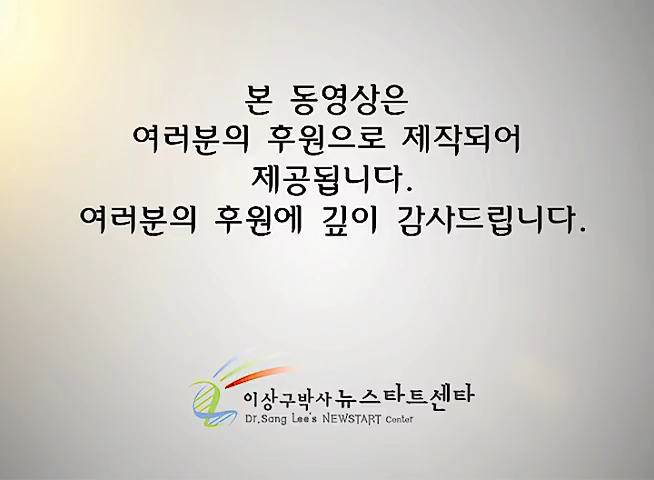 본 동영상은
여러분의 후원으로 제작되어
제공됩니다.
여러분의 후원에 깊이 감사드립니다.
이상구박사 뉴스타트센타
Dr.Sang Lee's NEWSTART Center